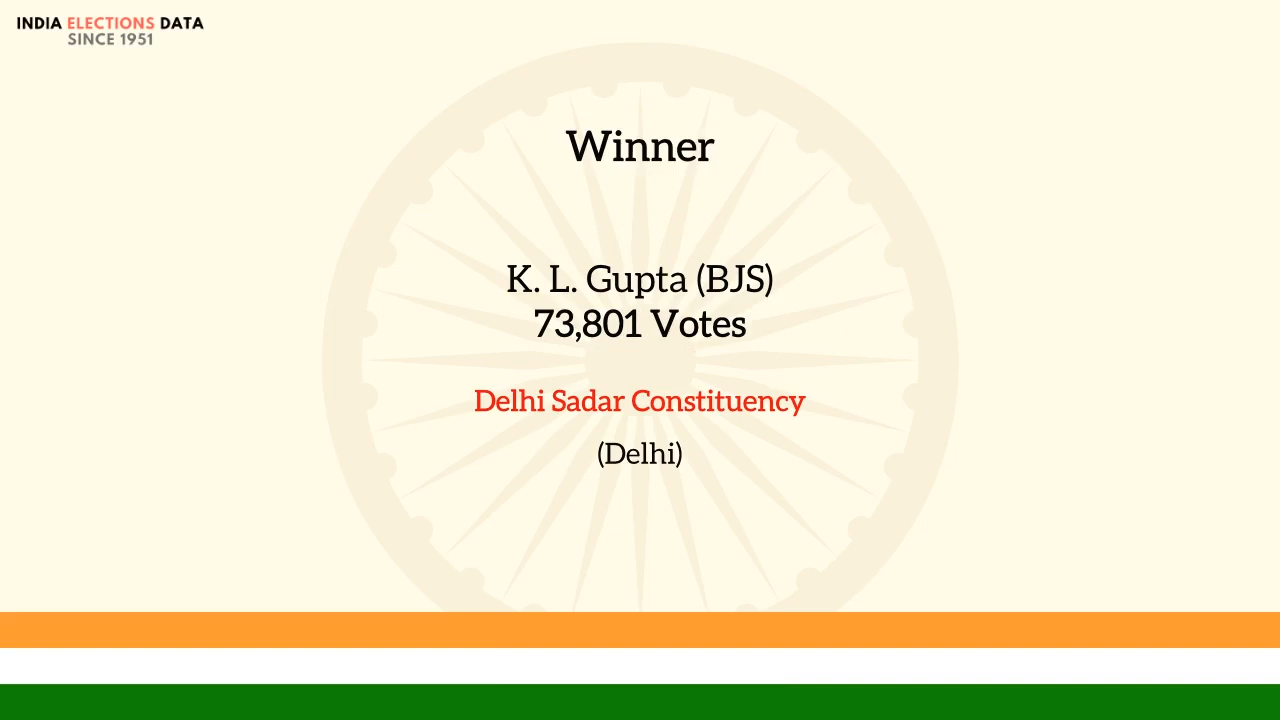 INDIA ELECTIONS DATA
SINCE 1951
Winner
K. L. Gupta (BJS)
73,801 Votes
Delhi Sadar Constituency
(Delhi)